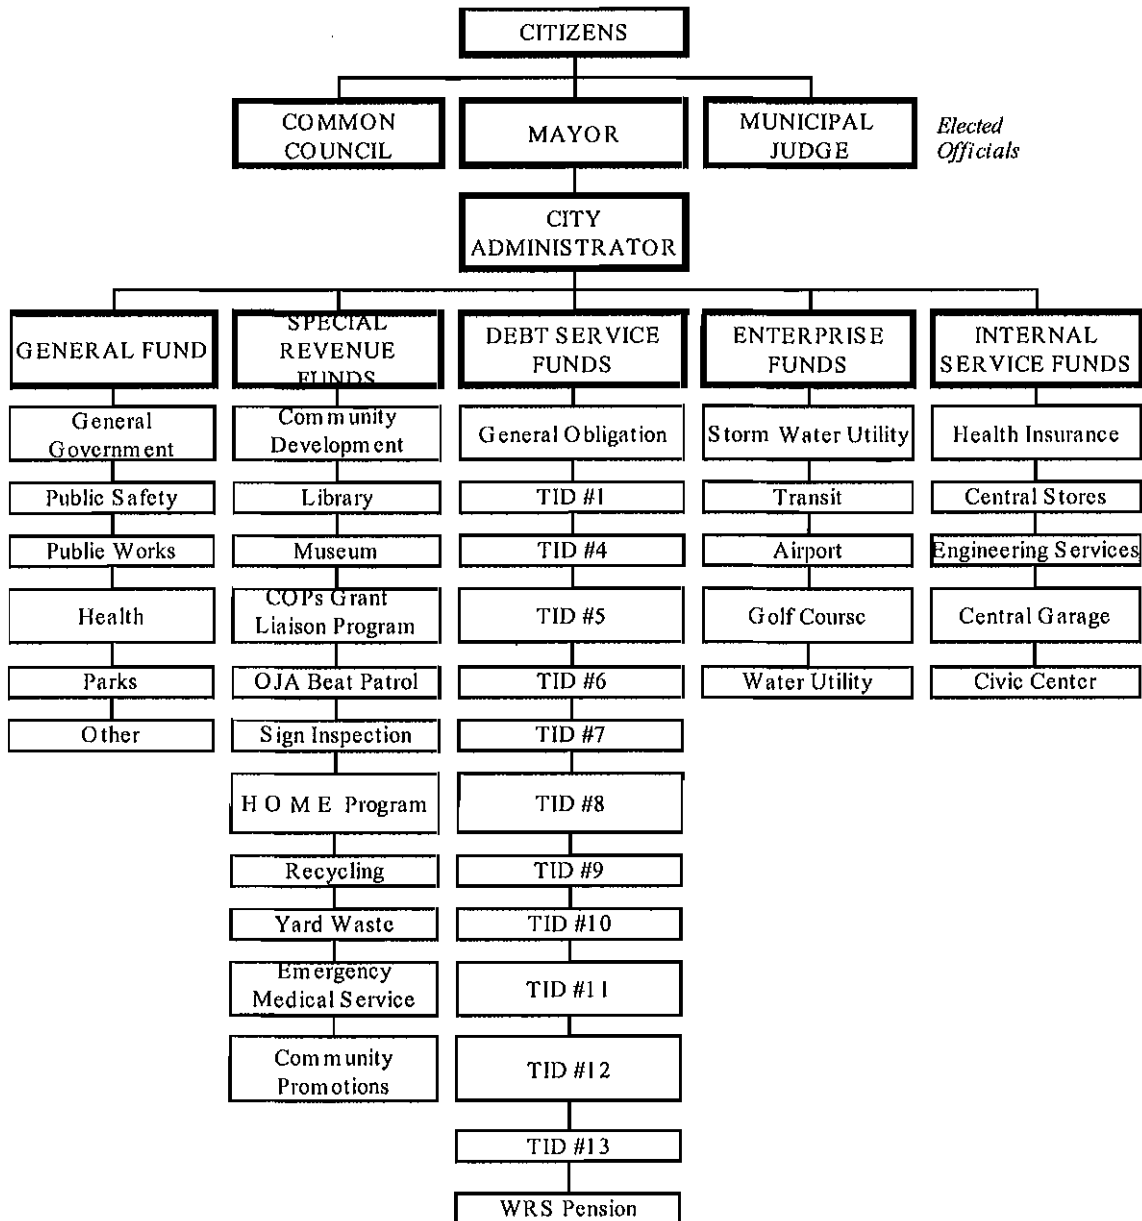 CITIZENS
COMMON
COUNCIL
MAYOR
MUNICIPAL
JUDGE
Elected
Officials
CITY
ADMINISTRATOR
GENERAL FUND
SPECIAL
REVENUE
FUNDS
DEBT SERVICE
FUNDS
ENTERPRISE
FUNDS
INTERNAL
SERVICE FUNDS
General
Government
Public Safety
Public Works
Health
Parks
Other
Community
Development
Library
Museum
COPs Grant
Liaison Program
OJA Beat Patrol
Sign Inspection
H O M E Program
Recycling
Yard Waste
Emergency
Medical Service
Community
Promotions
General Obligation
TID #1
TID #4
TID #5
TID #6
TID #7
TID #8
TID #9
TID #10
TID #11
TID #12
TID #13
WRS Pension
Storm Water Utility
Transit
Airport
Golf Course
Water Utility
Health Insurance
Central Stores
Engineering Services
Central Garage
Civic Center